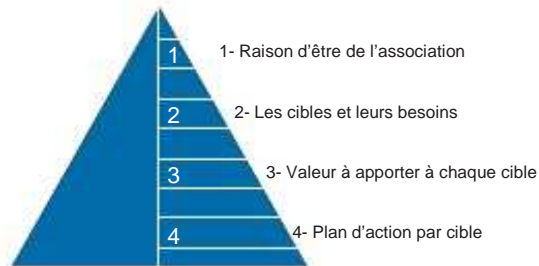 1
1- Raison d’être de l’association
2
2- Les cibles et leurs besoins
3
3- Valeur à apporter à chaque cible
4
4- Plan d’action par cible